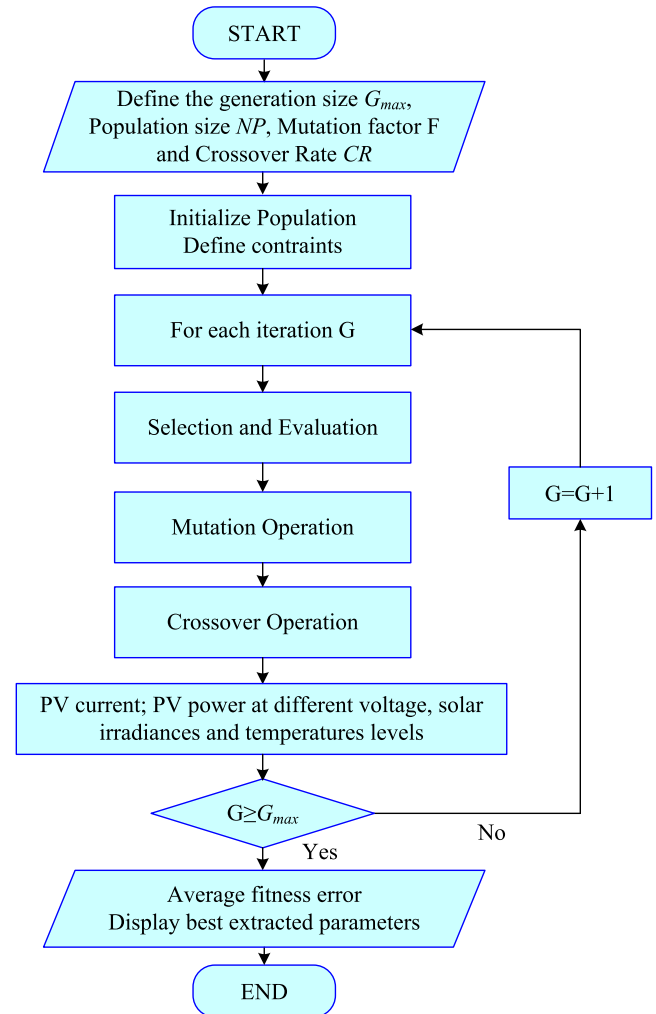 START
Define the generation size Gmax,
Population size NP, Mutation factor F
and Crossover Rate CR
Initialize Population
Define contraints
For each iteration G
Selection and Evaluation
G=G+1
Mutation Operation
Crossover Operation
PV current; PV power at different voltage, solar
irradiances and temperatures levels
G≥Gmax
No
Yes
Average fitness error
Display best extracted parameters
END